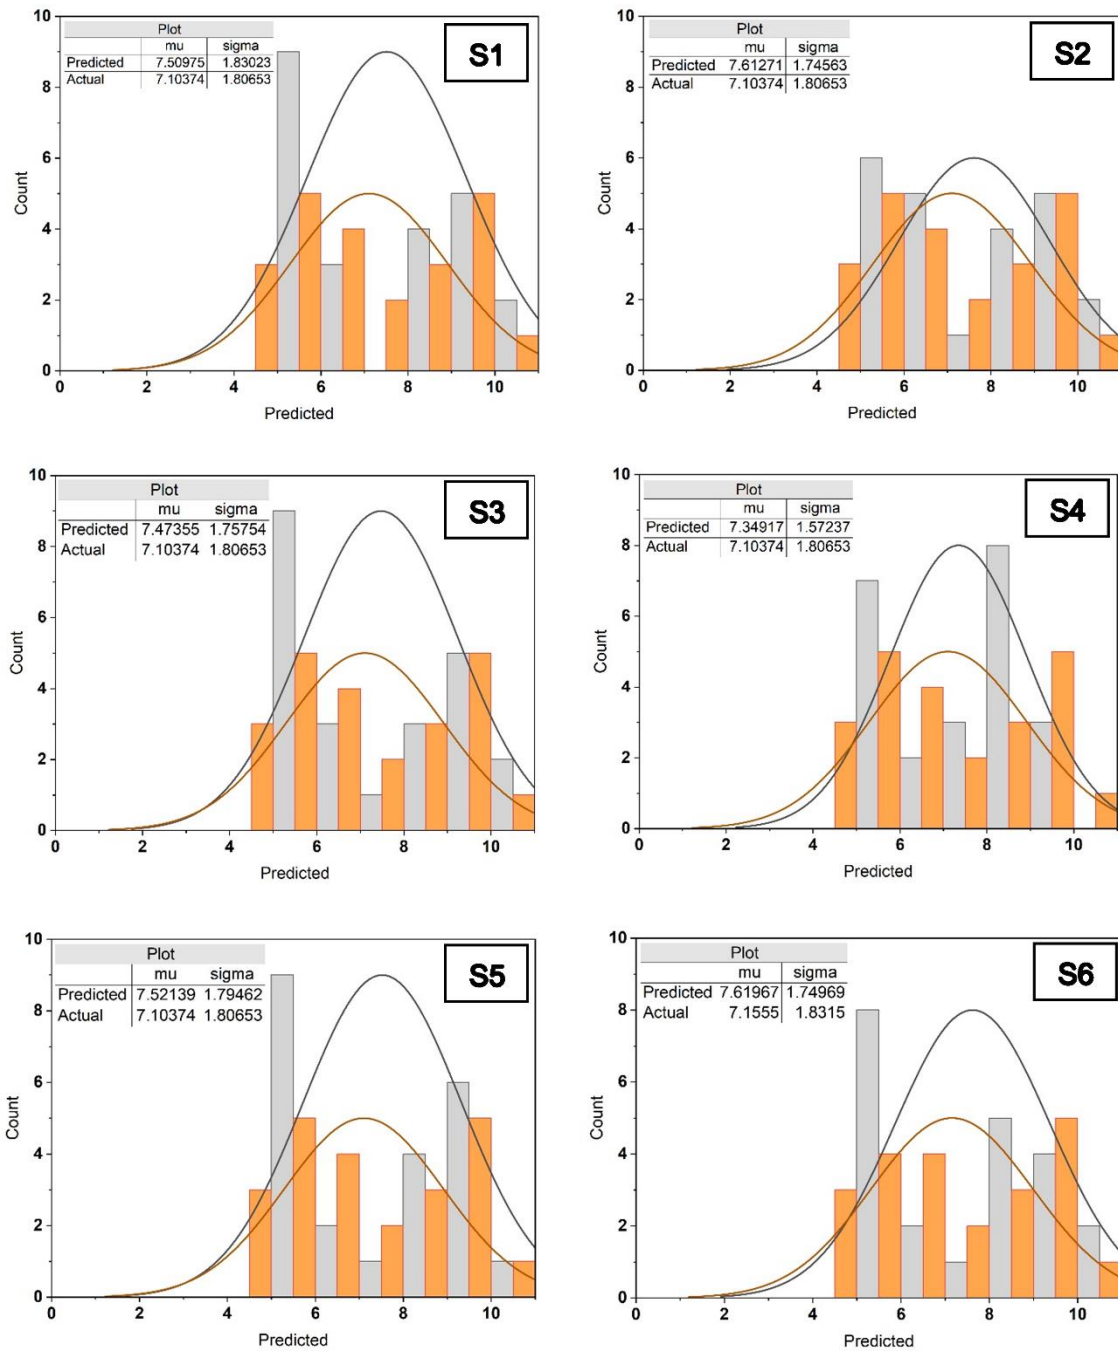 Plot
mu sigma
Predicted 7.50975 1.83023
Actual 7.10374 1.80653
S1
10
8
6
4
2
0
Count
0 2 4 6 8 10
Predicted
Plot
mu sigma
Predicted 7.61271 1.74563
Actual 7.10374 1.80653
S2
10
8
6
4
2
0
Count
0 2 4 6 8 10
Predicted
Plot
mu sigma
Predicted 7.47355 1.75754
Actual 7.10374 1.80653
S3
10
8
6
4
2
0
Count
0 2 4 6 8 10
Predicted
Plot
mu sigma
Predicted 7.34917 1.57237
Actual 7.10374 1.80653
S4
10
8
6
4
2
0
Count
0 2 4 6 8 10
Predicted
Plot
mu sigma
Predicted 7.52139 1.79462
Actual 7.10374 1.80653
S5
10
8
6
4
2
0
Count
0 2 4 6 8 10
Predicted
Plot
mu sigma
Predicted 7.61967 1.74969
Actual 7.1555 1.8315
S6
10
8
6
4
2
0
Count
0 2 4 6 8 10
Predicted